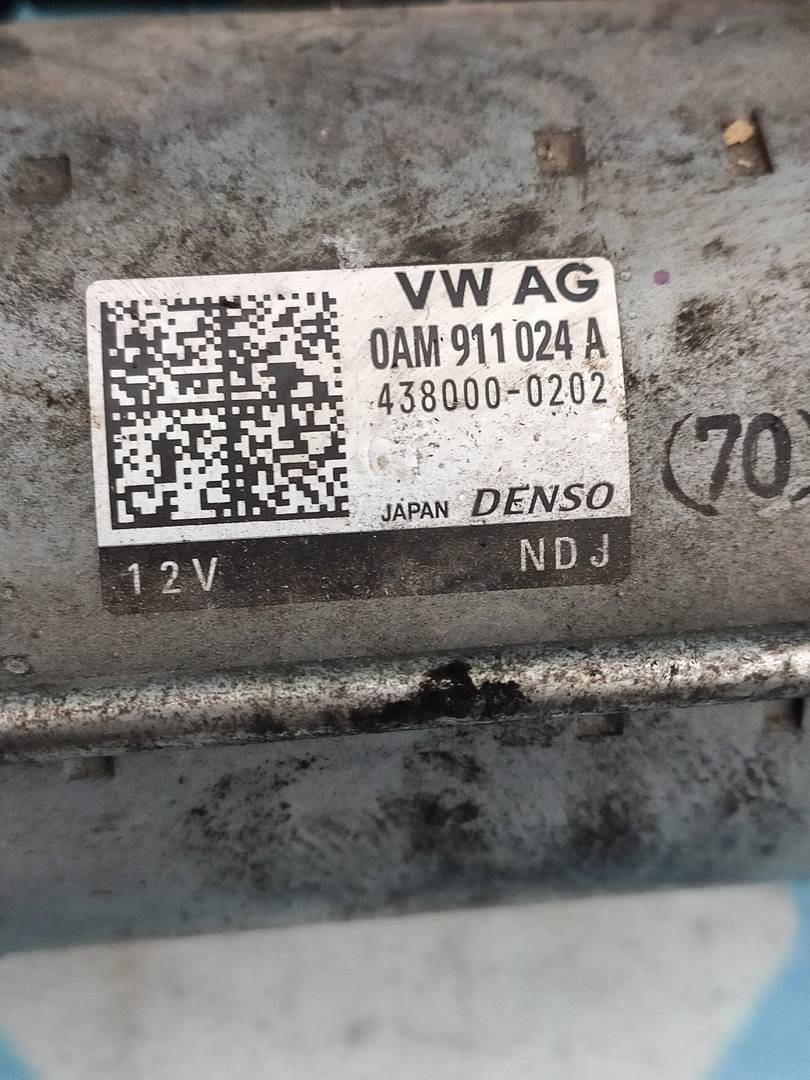 VW AG
0AM 911 024 A
438000-0202
JAPAN DENSO
12V NDJ
(70)